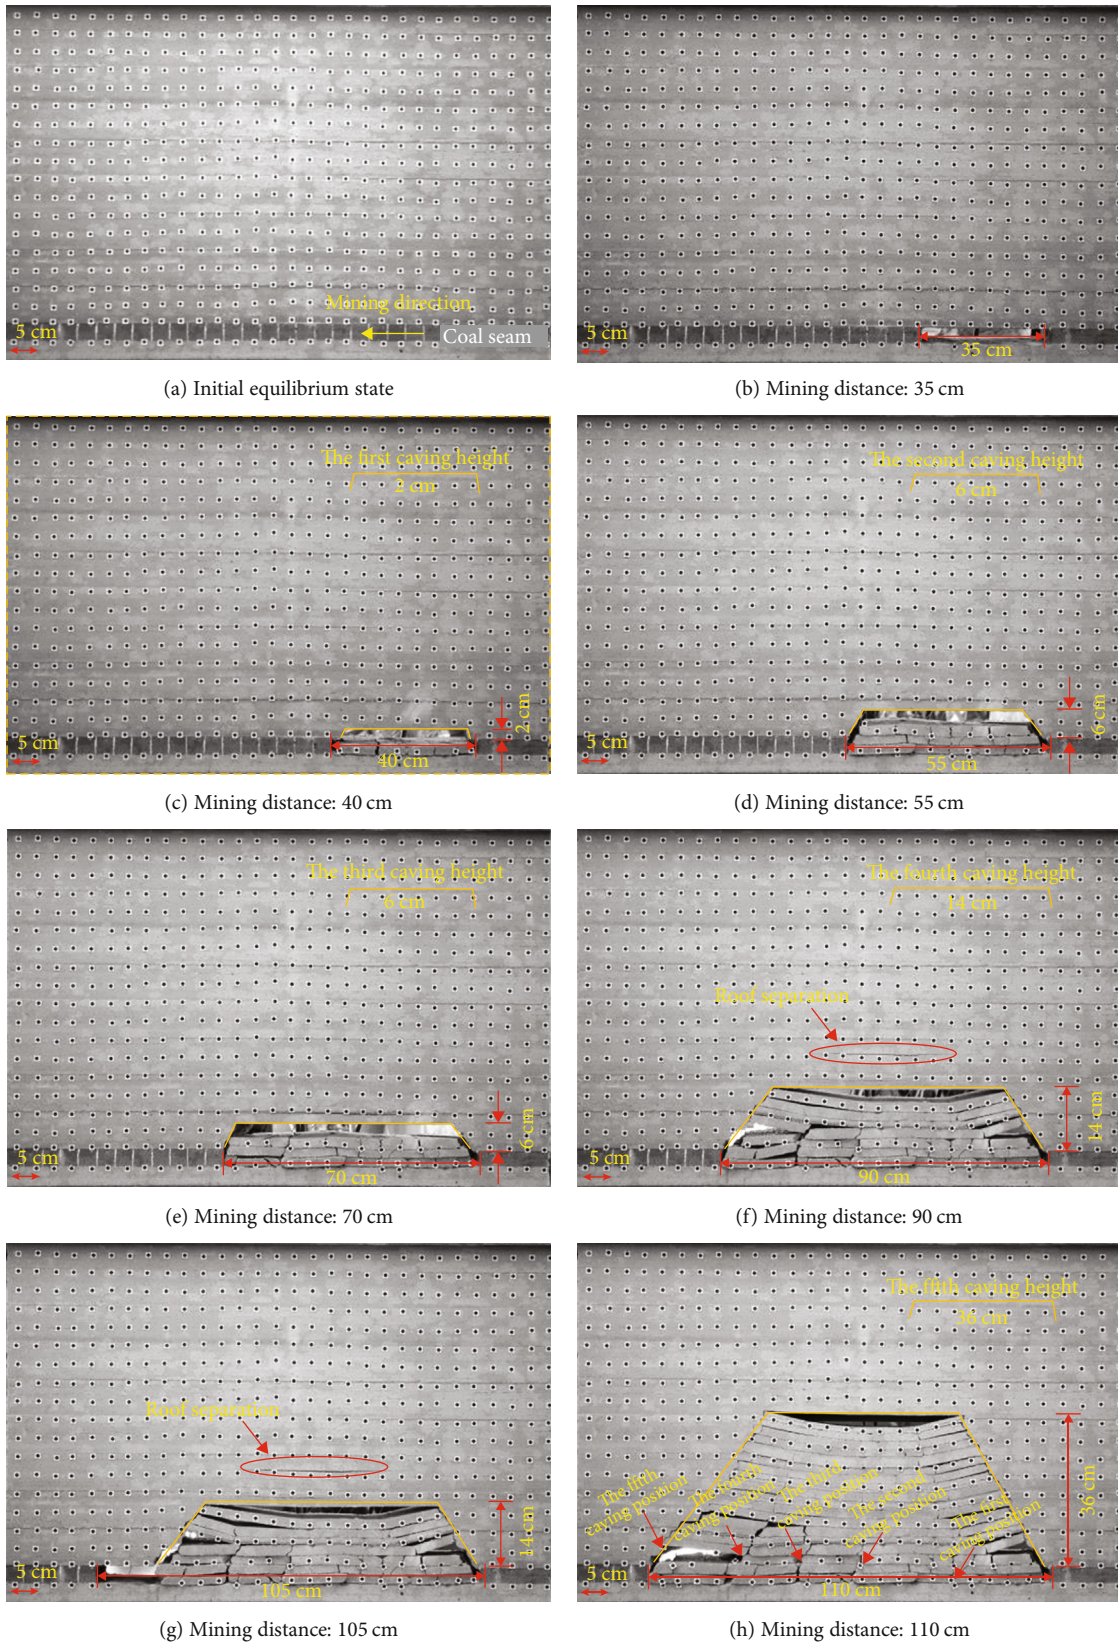 Mining direction
5 cm
Coal seam
(a) Initial equilibrium state
5 cm
35 cm
(b) Mining distance: 35 cm
The first caving height
2 cm
2 cm
5 cm
40 cm
(c) Mining distance: 40 cm
The second caving height
6 cm
6 cm
5 cm
55 cm
(d) Mining distance: 55 cm
The third caving height
6 cm
6 cm
5 cm
70 cm
(e) Mining distance: 70 cm
The fourth caving height
14 cm
Roof separation
14 cm
5 cm
90 cm
(f) Mining distance: 90 cm
Roof separation
14 cm
5 cm
105 cm
(g) Mining distance: 105 cm
The ffith caving height
36 cm
The fifth
caving position
The fourth
caving position
The third
caving position
The second
caving position
The first
caving position
36 cm
5 cm
110 cm
(h) Mining distance: 110 cm